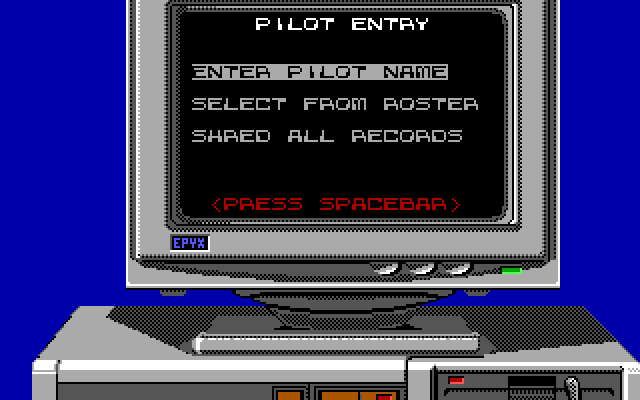 PILOT ENTRY
ENTER PILOT NAME
SELECT FROM ROSTER
SHRED ALL RECORDS
<PRESS SPACEBAR>
EPYX